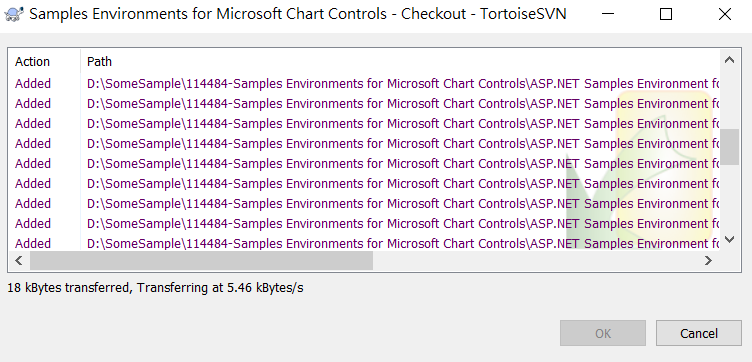 Samples Environments for Microsoft Chart Controls - Checkout - TortoiseSVN
Action Path
Added D:\SomeSample\114484-Samples Environments for Microsoft Chart Controls\ASP.NET Samples Environment fo
Added D:\SomeSample\114484-Samples Environments for Microsoft Chart Controls\ASP.NET Samples Environment fo
Added D:\SomeSample\114484-Samples Environments for Microsoft Chart Controls\ASP.NET Samples Environment fo
Added D:\SomeSample\114484-Samples Environments for Microsoft Chart Controls\ASP.NET Samples Environment fo
Added D:\SomeSample\114484-Samples Environments for Microsoft Chart Controls\ASP.NET Samples Environment fo
Added D:\SomeSample\114484-Samples Environments for Microsoft Chart Controls\ASP.NET Samples Environment fo
Added D:\SomeSample\114484-Samples Environments for Microsoft Chart Controls\ASP.NET Samples Environment fo
Added D:\SomeSample\114484-Samples Environments for Microsoft Chart Controls\ASP.NET Samples Environment fo
Added D:\SomeSample\114484-Samples Environments for Microsoft Chart Controls\ASP.NET Samples Environment fo
18 kBytes transferred, Transferring at 5.46 kBytes/s
OK Cancel